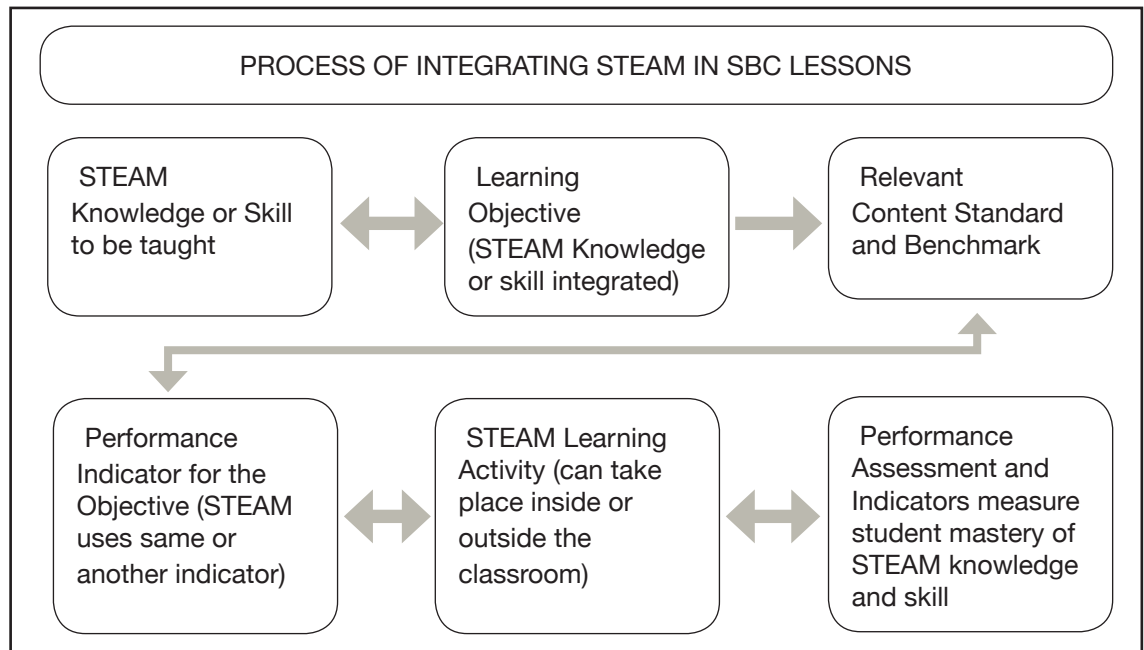 PROCESS OF INTEGRATING STEAM IN SBC LESSONS
STEAM
Knowledge or Skill
to be taught
Learning
Objective
(STEAM Knowledge
or skill integrated)
Relevant
Content Standard
and Benchmark
Performance
Indicator for the
Objective (STEAM
uses same or
another indicator)
STEAM Learning
Activity (can take
place inside or
outside the
classroom)
Performance
Assessment and
Indicators measure
student mastery of
STEAM knowledge
and skill